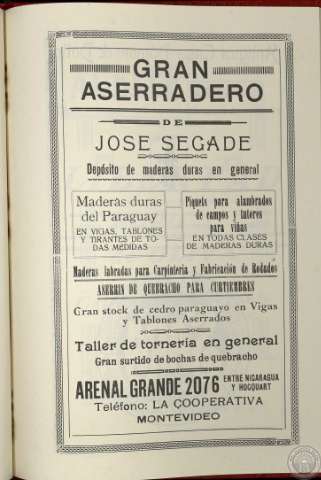 GRAN
ASERRADERO
DE
JOSE SEGADE
Depósito de maderas duras en general
Maderas duras
del Paraguay
EN VIGAS, TABLONES
Y TIRANTES DE TO-
DAS MEDIDAS
Piquets para alambrados
de campos y tutores
para viñas
EN TODAS CLASES
DE MADERAS DURAS
Maderas labradas para Carpintería y Fabricación de Rodados
ASERRIN DE QUEBRACHO PARA CURTIEMBRES
Gran stock de cedro paraguayo en Vigas
y Tablones Aserrados
Taller de tornería en general
Gran surtido de bochas de quebracho
ARENAL GRANDE 2076 ENTRE NICARAGUA
Y HOCQUART
Teléfono: LA COOPERATIVA
MONTEVIDEO